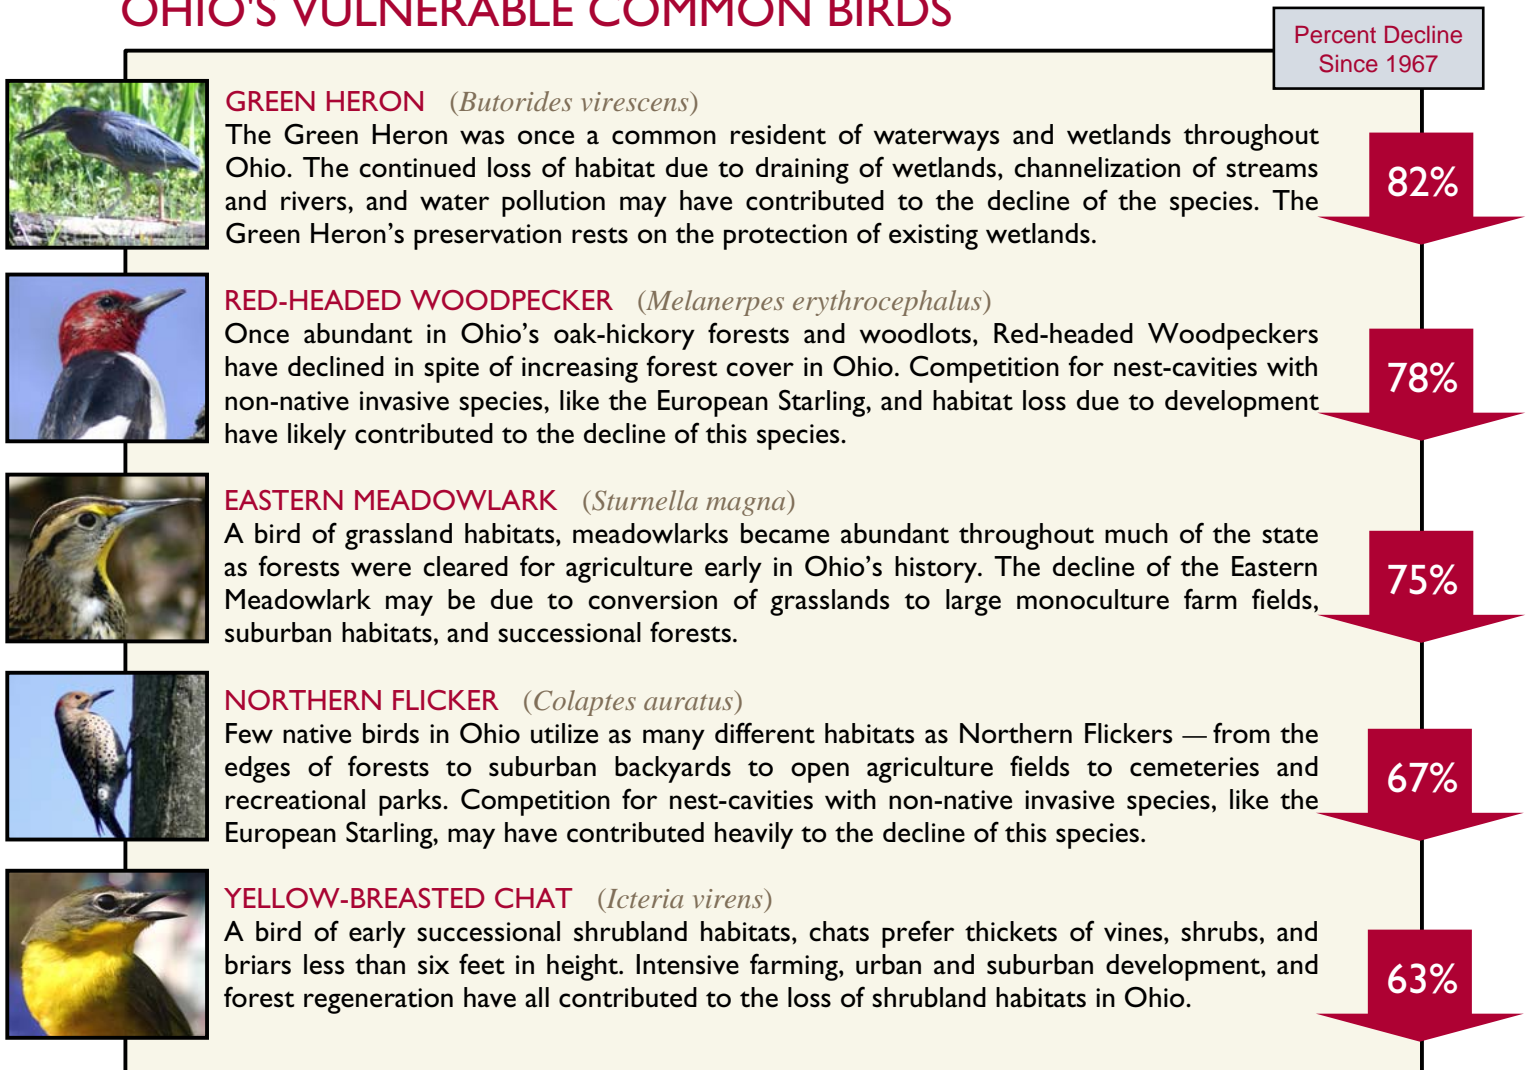 OHIO'S VULNERABLE COMMON BIRDS
Percent Decline
Since 1967
GREEN HERON (Butorides virescens)
The Green Heron was once a common resident of waterways and wetlands throughout
Ohio. The continued loss of habitat due to draining of wetlands, channelization of streams
and rivers, and water pollution may have contributed to the decline of the species. The
Green Heron's preservation rests on the protection of existing wetlands.
82%
RED-HEADED WOODPECKER (Melanerpes erythrocephalus)
Once abundant in Ohio's oak-hickory forests and woodlots, Red-headed Woodpeckers
have declined in spite of increasing forest cover in Ohio. Competition for nest-cavities with
non-native invasive species, like the European Starling, and habitat loss due to development
have likely contributed to the decline of this species.
78%
EASTERN MEADOWLARK (Sturnella magna)
A bird of grassland habitats, meadowlarks became abundant throughout much of the state
as forests were cleared for agriculture early in Ohio's history. The decline of the Eastern
Meadowlark may be due to conversion of grasslands to large monoculture farm fields,
suburban habitats, and successional forests.
75%
NORTHERN FLICKER (Colaptes auratus)
Few native birds in Ohio utilize as many different habitats as Northern Flickers — from the
edges of forests to suburban backyards to open agriculture fields to cemeteries and
recreational parks. Competition for nest-cavities with non-native invasive species, like the
European Starling, may have contributed heavily to the decline of this species.
67%
YELLOW-BREASTED CHAT (Icteria virens)
A bird of early successional shrubland habitats, chats prefer thickets of vines, shrubs, and
briars less than six feet in height. Intensive farming, urban and suburban development, and
forest regeneration have all contributed to the loss of shrubland habitats in Ohio.
63%